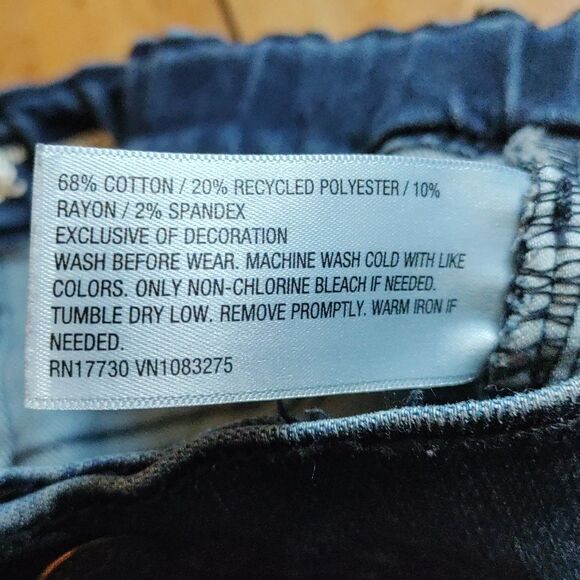 68% COTTON / 20% RECYCLED POLYESTER / 10%
RAYON / 2% SPANDEX
EXCLUSIVE OF DECORATION
WASH BEFORE WEAR. MACHINE WASH COLD WITH LIKE
COLORS. ONLY NON-CHLORINE BLEACH IF NEEDED.
TUMBLE DRY LOW. REMOVE PROMPTLY. WARM IRON IF
NEEDED.
RN17730 VN1083275